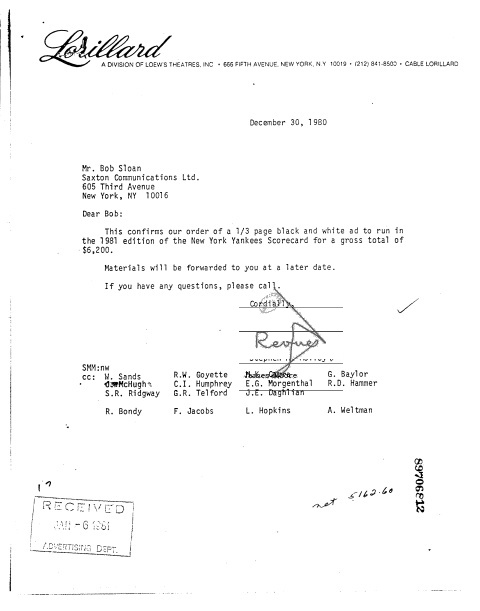 Lorillard
A DIVISION OF LOEW'S THEATRES, INC • 666 FIFTH AVENUE, NEW YORK, N.Y 10019 • (212) 841-8500 • CABLE LORILLARD
December 30, 1980
Mr. Bob Sloan
Saxton Communications Ltd.
605 Third Avenue
New York, NY 10016
Dear Bob:
This confirms our order of a 1/3 page black and white ad to run in
the 1981 edition of the New York Yankees Scorecard for a gross total of
$6,200.
Materials will be forwarded to you at a later date.
If you have any questions, please call.
Cordially,
SMM:nw
cc: W. Sands R.W. Goyette G. Baylor
McHugh C.I. Humphrey E.G. Morgenthal R.D. Hammer
S.R. Ridgway G.R. Telford J.E. Daghlian
R. Bondy F. Jacobs L. Hopkins A. Weltman
89706812
net 5162.60
RECEIVED
JAN -6 1981
ADVERTISING DEPT.